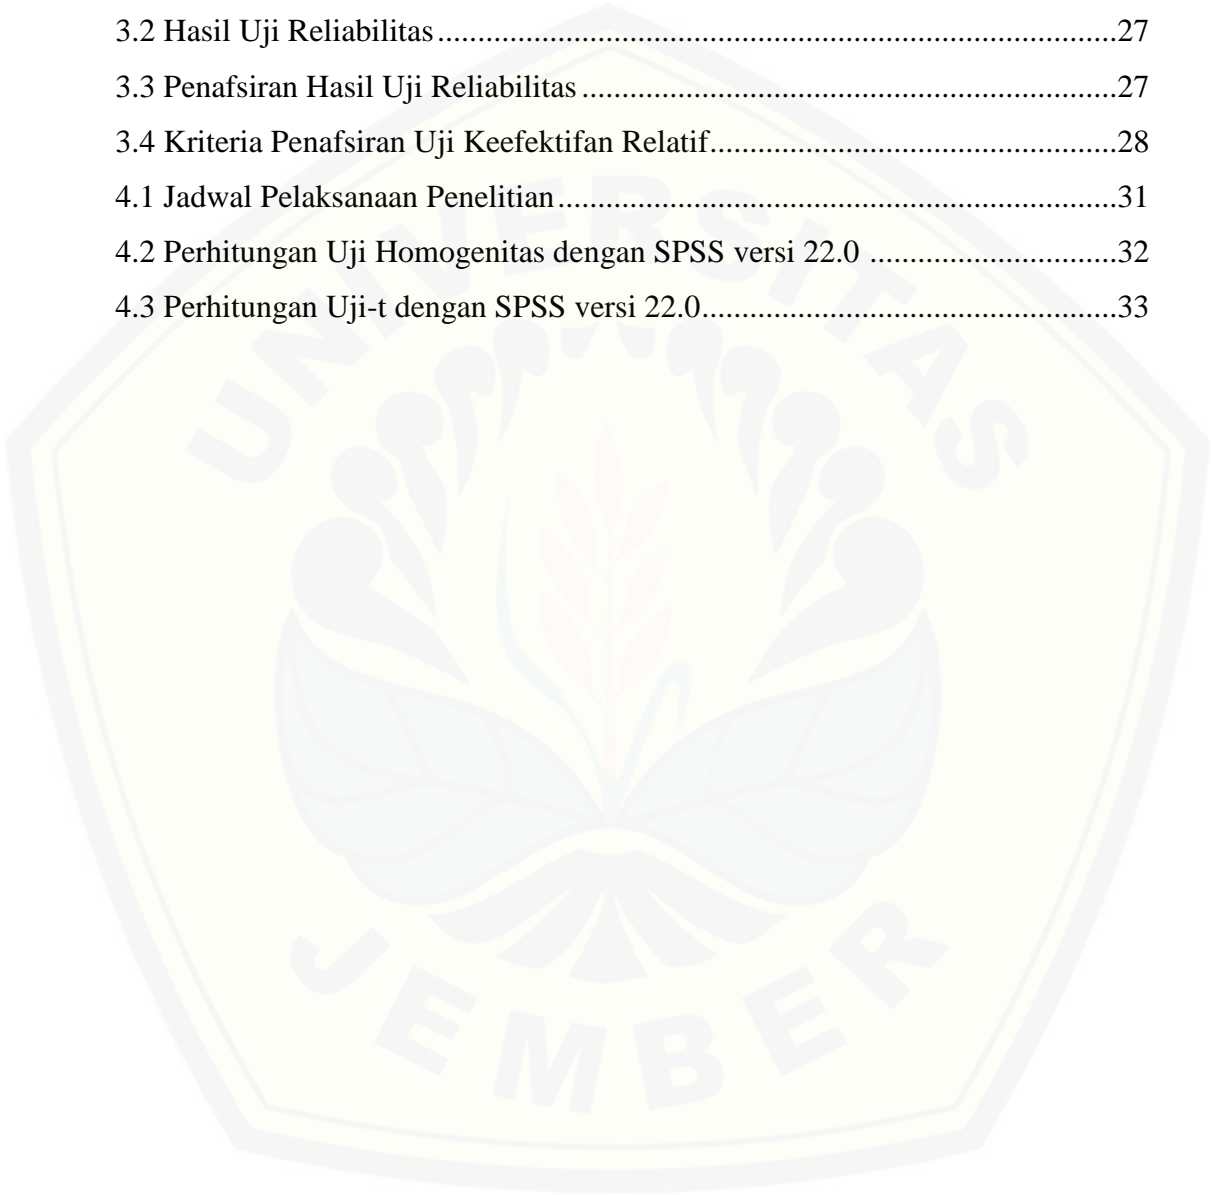 3.2 Hasil Uji Reliabilitas.....................................................................................27
3.3 Penafsiran Hasil Uji Reliabilitas...................................................................27
3.4 Kriteria Penafsiran Uji Keefektifan Relatif...................................................28
4.1 Jadwal Pelaksanaan Penelitian......................................................................31
4.2 Perhitungan Uji Homogenitas dengan SPSS versi 22.0 ...............................32
4.3 Perhitungan Uji-t dengan SPSS versi 22.0....................................................33
UNIVERSITAS
JEMBER